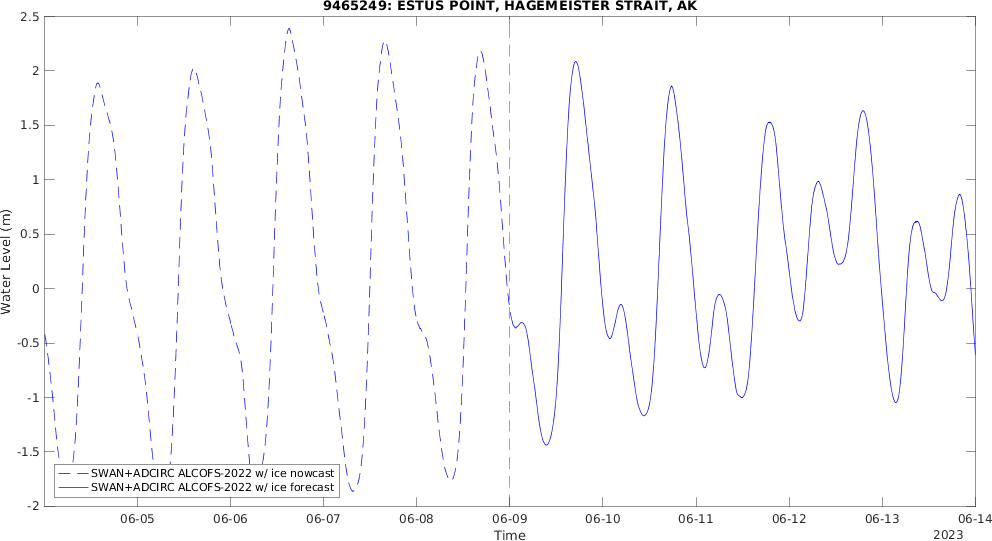 9465249: ESTUS POINT, HAGEMEISTER STRAIT, AK
2.5
2
1.5
1
0.5
0
-0.5
-1
-1.5
-2
Water Level (m)
SWAN+ADCIRC ALCOFS-2022 w/ ice nowcast
SWAN+ADCIRC ALCOFS-2022 w/ ice forecast
06-05 06-06 06-07 06-08 06-09 06-10 06-11 06-12 06-13 06-14
Time
2023